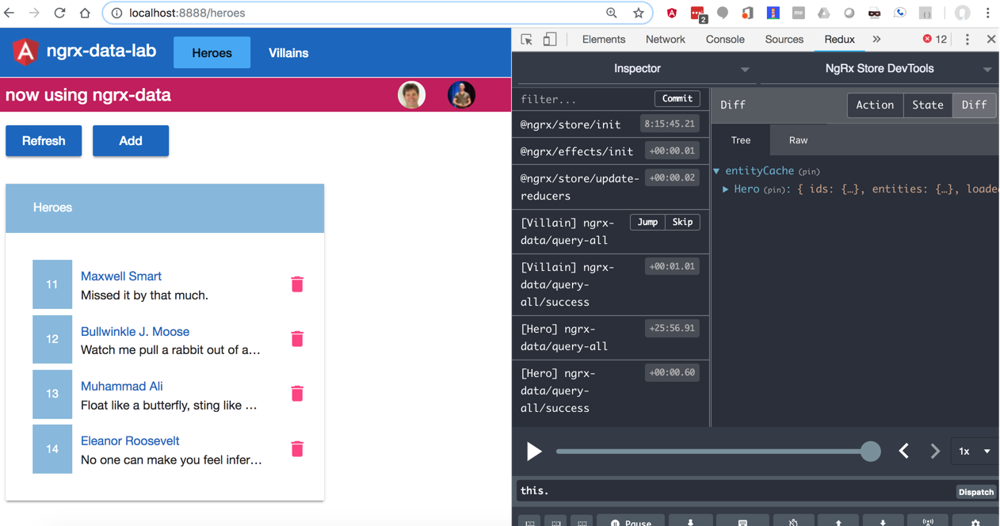 localhost:8888/heroes
2
me
ngrx-data-lab
Heroes
Villains
now using ngrx-data
Refresh
Add
Heroes
11
Maxwell Smart
Missed it by that much.
12
Bullwinkle J. Moose
Watch me pull a rabbit out of a…
13
Muhammad Ali
Float like a butterfly, sting like …
14
Eleanor Roosevelt
No one can make you feel infer…
Elements
Network
Console
Sources
Redux
12
Inspector
NgRx Store DevTools
filter...
Commit
@ngrx/store/init
8:15:45.21
@ngrx/effects/init
+00:00.01
@ngrx/store/update-
reducers
+00:00.02
[Villain] ngrx-
data/query-all
Jump
Skip
[Villain] ngrx-
data/query-
all/success
+00:01.01
[Hero] ngrx-
data/query-all
+25:56.91
[Hero] ngrx-
data/query-
all/success
+00:00.60
Diff
Action
State
Diff
Tree
Raw
entityCache (pin)
Hero (pin): { ids: {…}, entities: {…}, loade
1x
this.
Dispatch
Pause